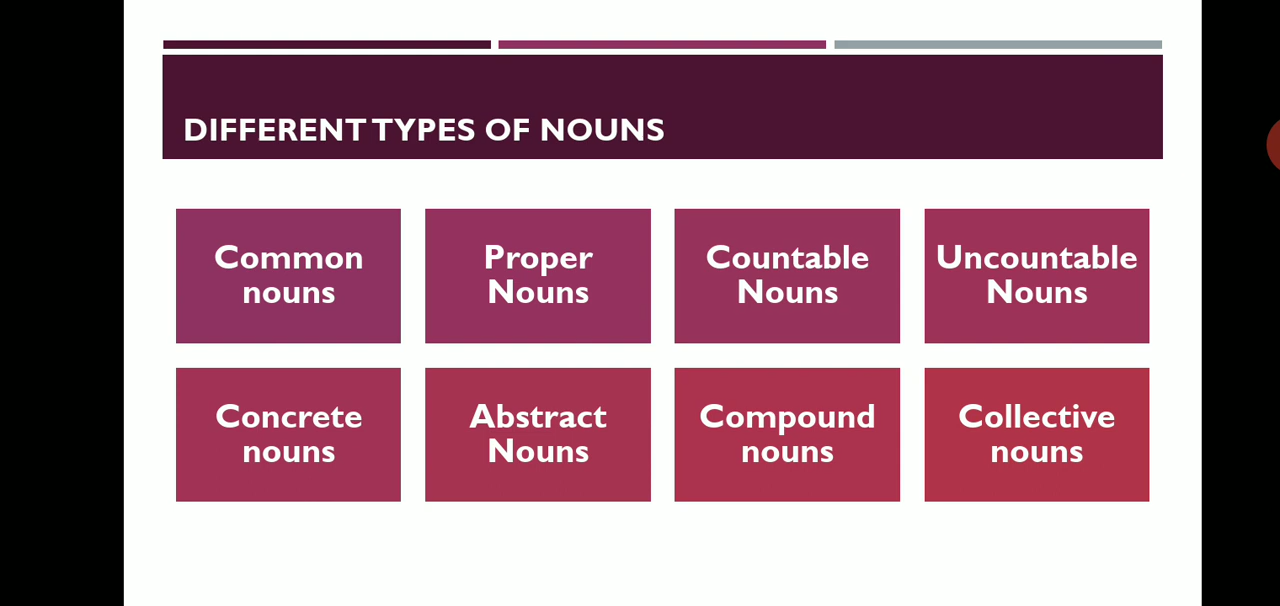 DIFFERENT TYPES OF NOUNS
Common
nouns
Proper
Nouns
Countable
Nouns
Uncountable
Nouns
Concrete
nouns
Abstract
Nouns
Compound
nouns
Collective
nouns